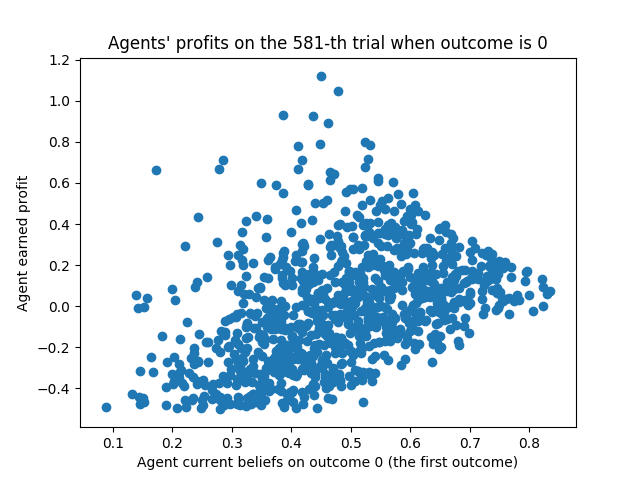 Agents' profits on the 581-th trial when outcome is 0
1.2
1.0
0.8
0.6
0.4
0.2
0.0
−0.2
−0.4
Agent earned profit
0.1 0.2 0.3 0.4 0.5 0.6 0.7 0.8
Agent current beliefs on outcome 0 (the first outcome)